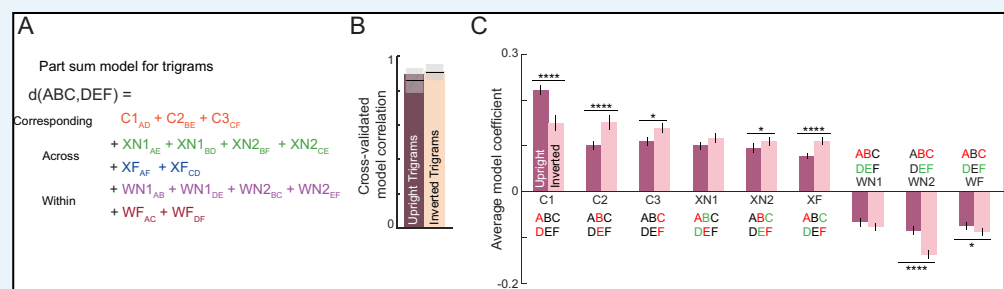 A
Part sum model for trigrams
d(ABC,DEF) =
Corresponding C1AD + C2BE + C3CF
Across + XN1AE + XN1BD + XN2BF + XN2CE
+ XFAF + XFCD
Within + WN1AB + WN1DE + WN2BC + WN2EF
+ WFAC + WFDF
B
Cross-validated
model correlation
1
0
Upright Trigrams
Inverted Trigrams
C
Average model coefficient
0.3
0
-0.2
****
****
*
*
****
Upright
Inverted
C1 C2 C3 XN1 XN2 XF
ABC ABC ABC ABC ABC ABC
DEF DEF DEF DEF DEF DEF
ABC ABC ABC
DEF DEF DEF
WN1 WN2 WF
****
*